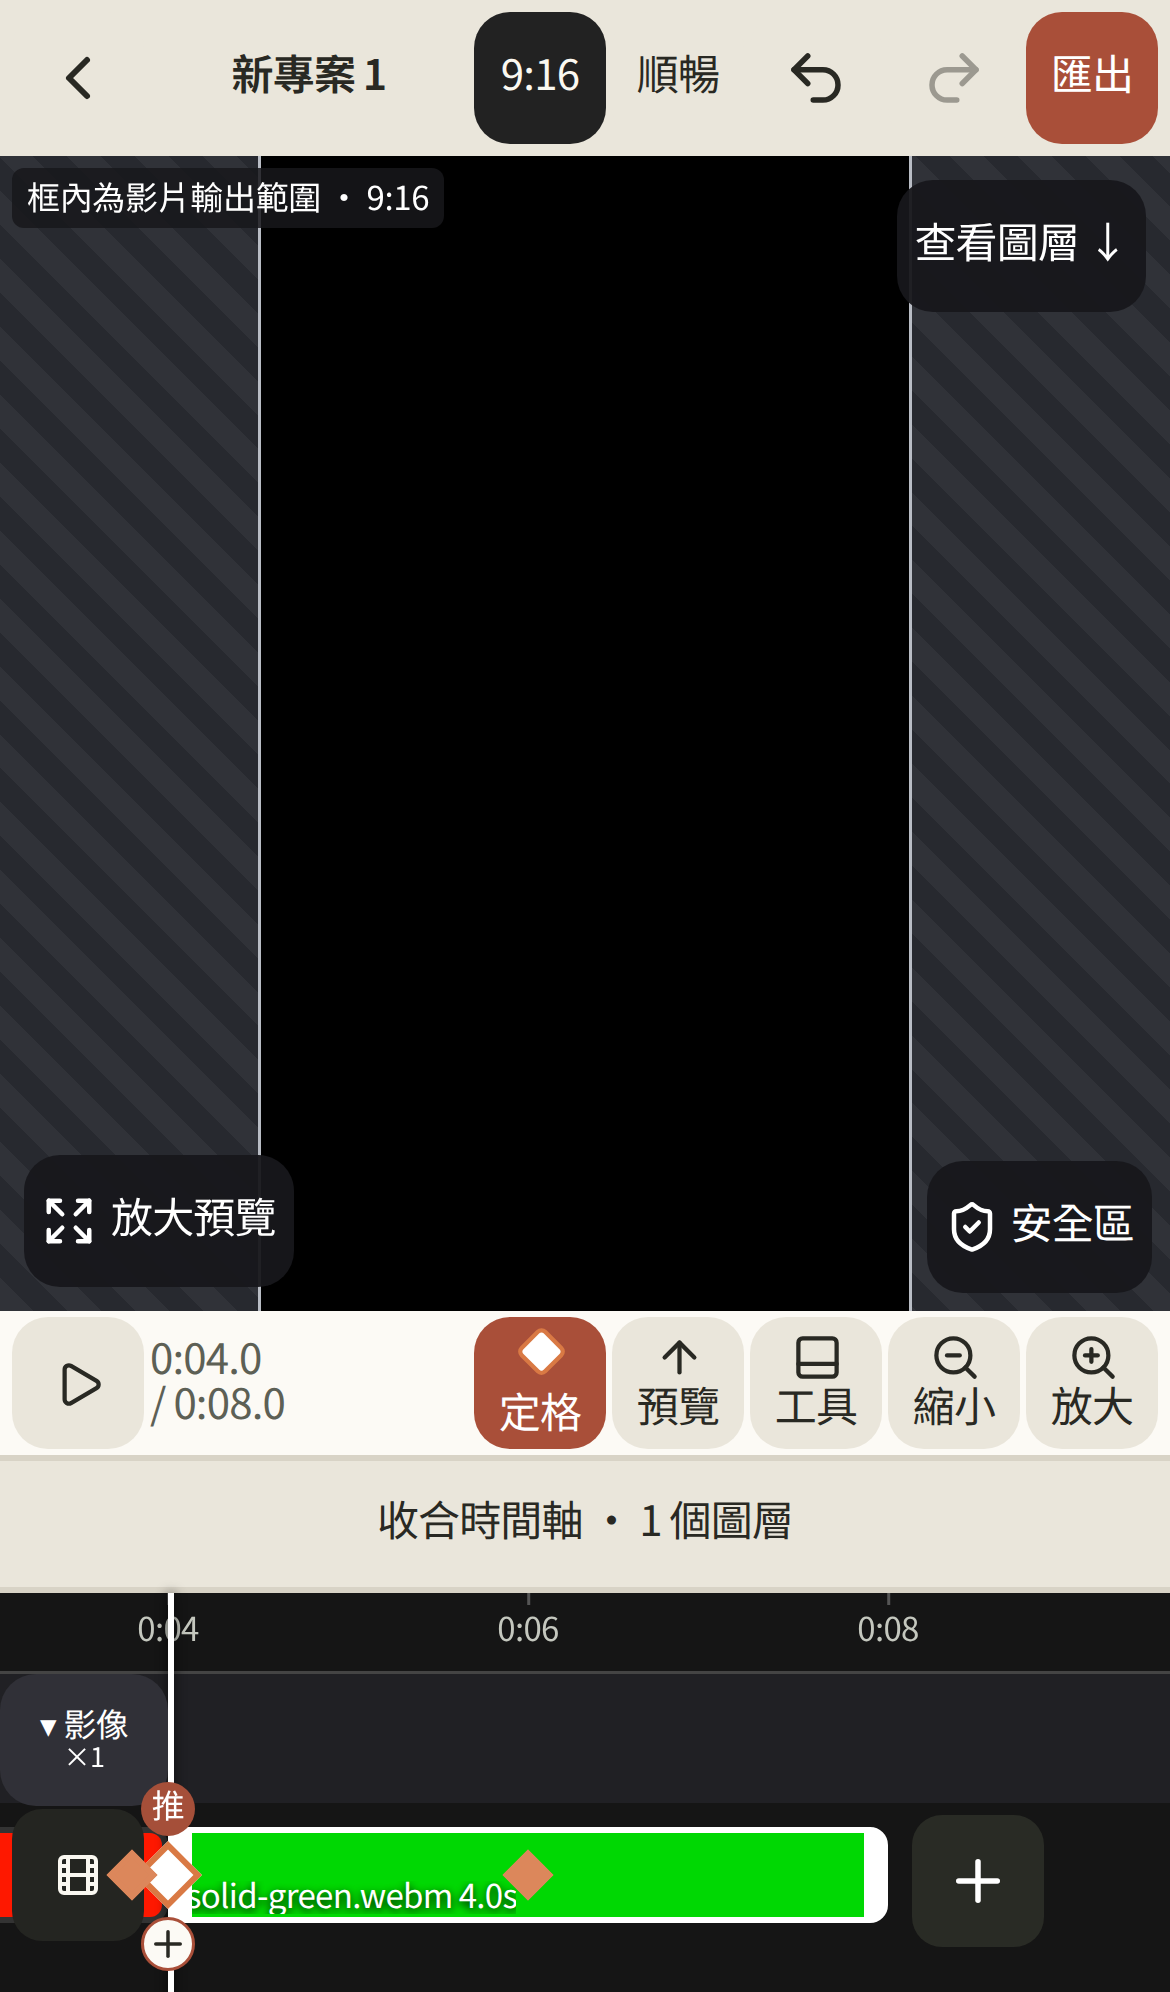 新專案 1
9:16
順暢
匯出
框內為影片輸出範圍 · 9:16
查看圖層 ↓
放大預覽
安全區
0:04.0
/ 0:08.0
定格
預覽
工具
縮小
放大
收合時間軸 · 1 個圖層
0:04
0:06
0:08
▾ 影像
×1
推
solid-green.webm 4.0s